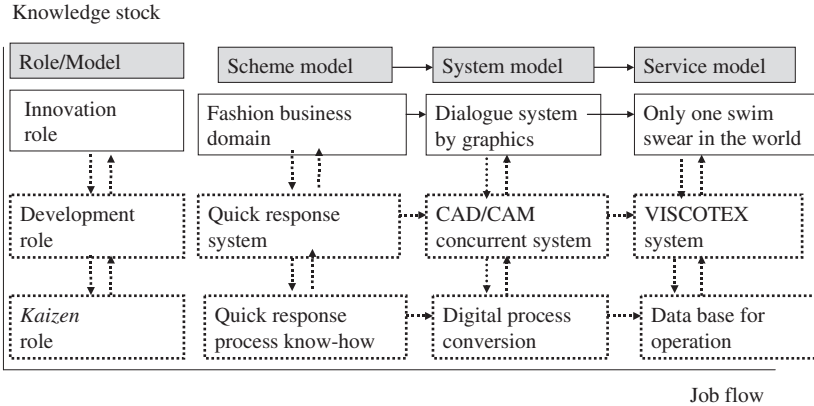 Knowledge stock
Role/Model
Scheme model
System model
Service model
Innovation
role
Fashion business
domain
Dialogue system
by graphics
Only one swim
swear in the world
Development
role
Quick response
system
CAD/CAM
concurrent system
VISCOTEX
system
Kaizen
role
Quick response
process know-how
Digital process
conversion
Data base for
operation
Job flow